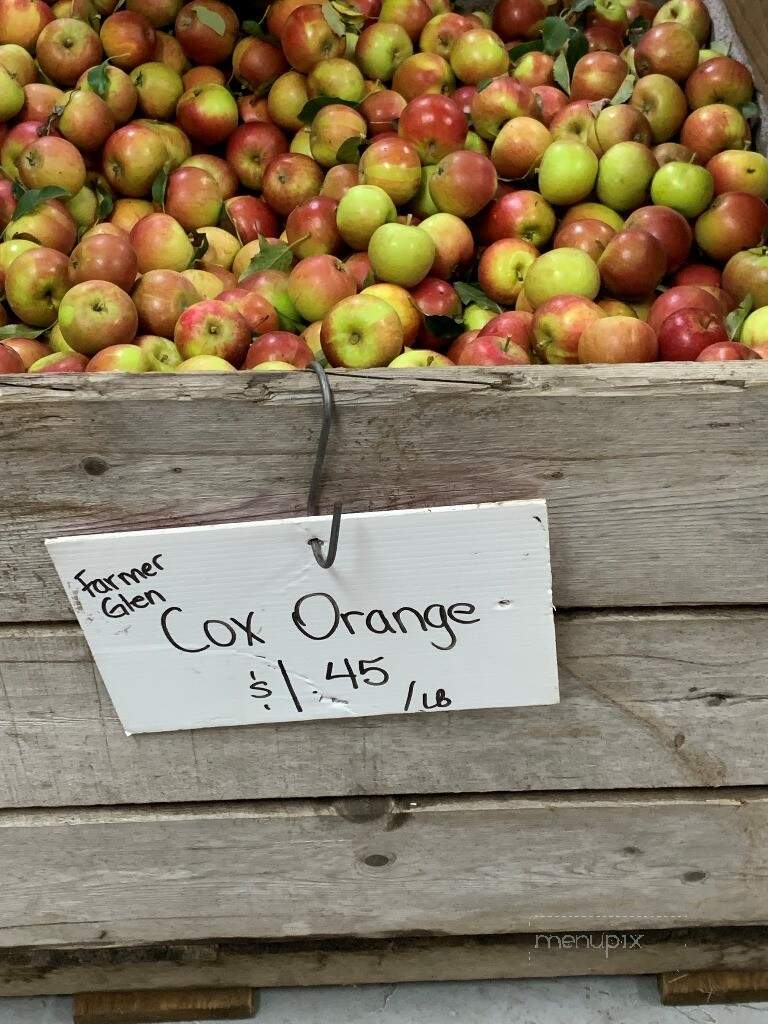 Farmer
Glen
Cox Orange
$1.45 /LB
menupix